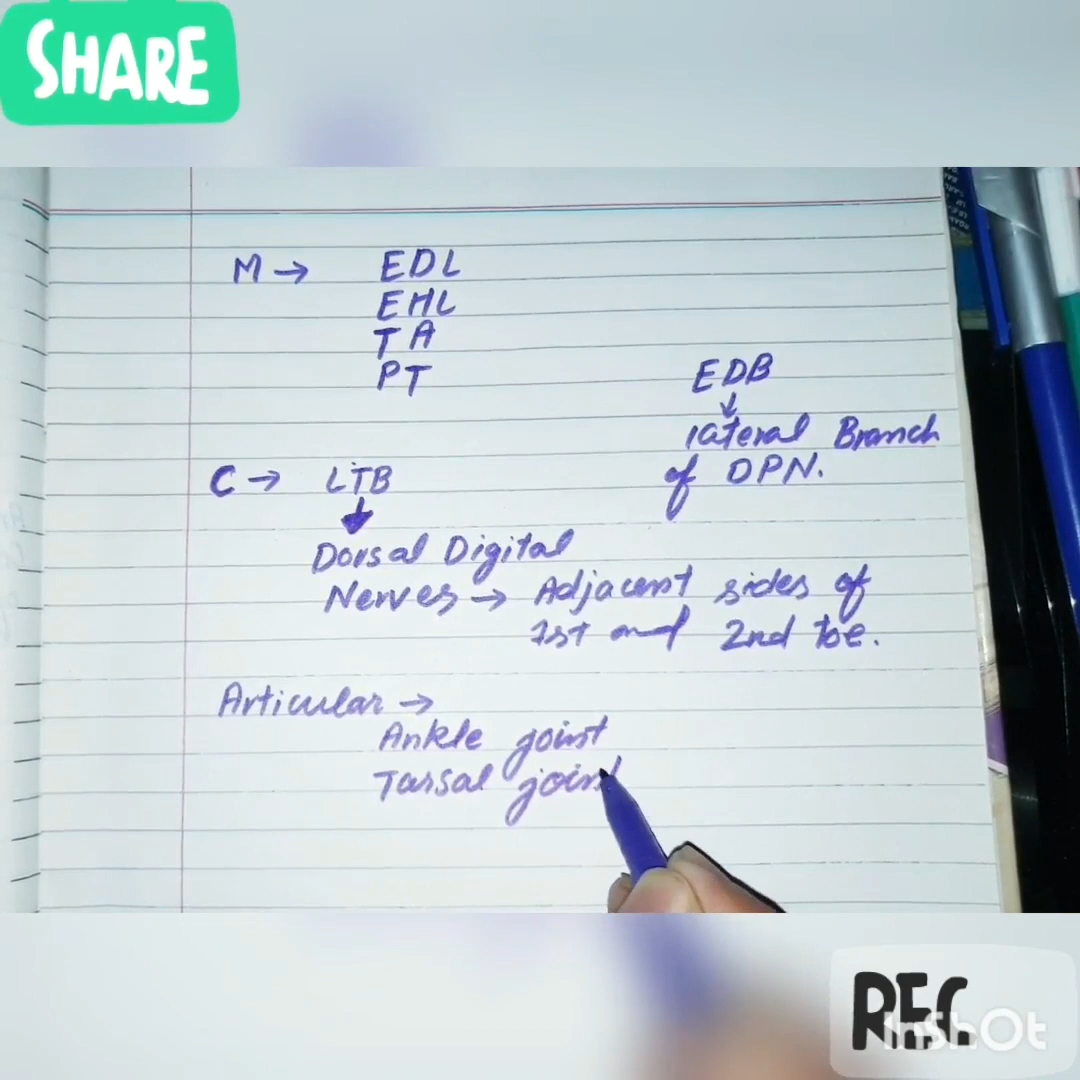 SHARE
M → EDL
EHL
TA
PT
EDB
↓
lateral Branch
of DPN.
C → LTB
↓
Dorsal Digital
Nerves → Adjacent sides of
1st and 2nd toe.
Articular →
Ankle joint
Tarsal joint
REC
InShOt